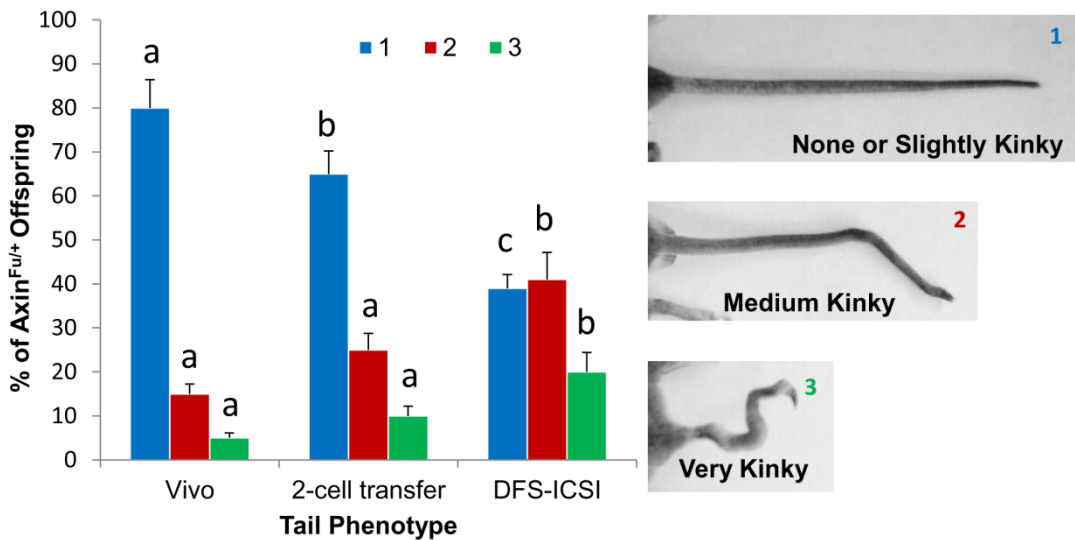 100
90
80
70
60
50
40
30
20
10
0
% of Axin^Fu/+ Offspring
1 2 3
a
a
a
b
a
a
c
b
b
Vivo 2-cell transfer DFS-ICSI
Tail Phenotype
1
None or Slightly Kinky
2
Medium Kinky
3
Very Kinky